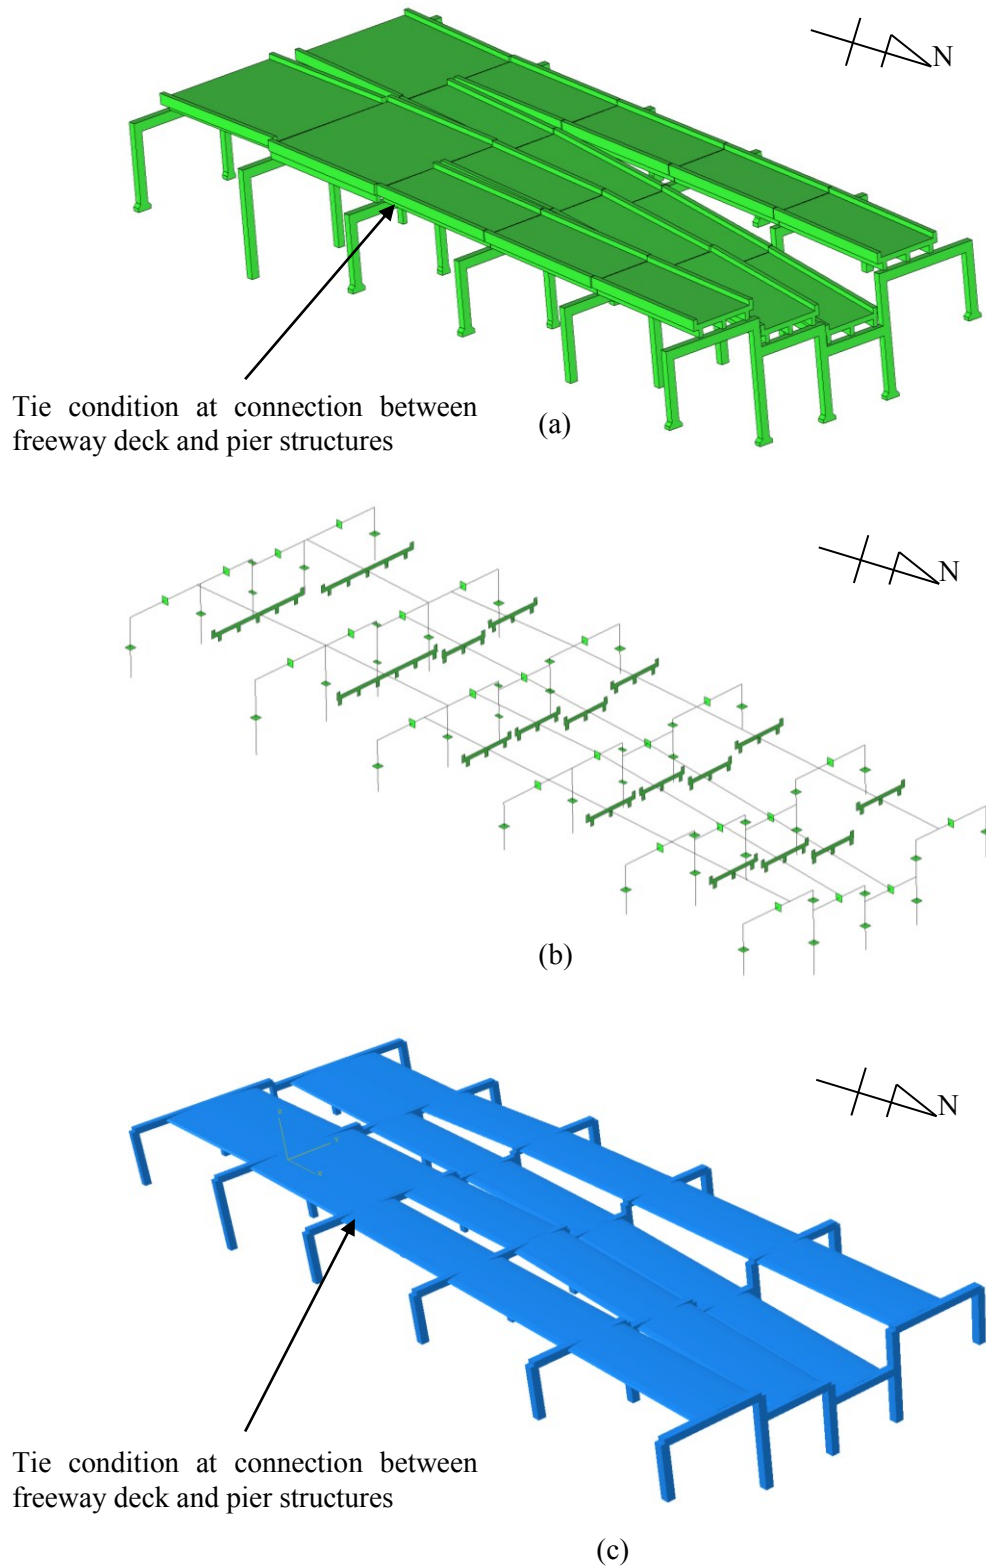 N
Tie condition at connection between
freeway deck and pier structures
(a)
N
(b)
N
Tie condition at connection between
freeway deck and pier structures
(c)